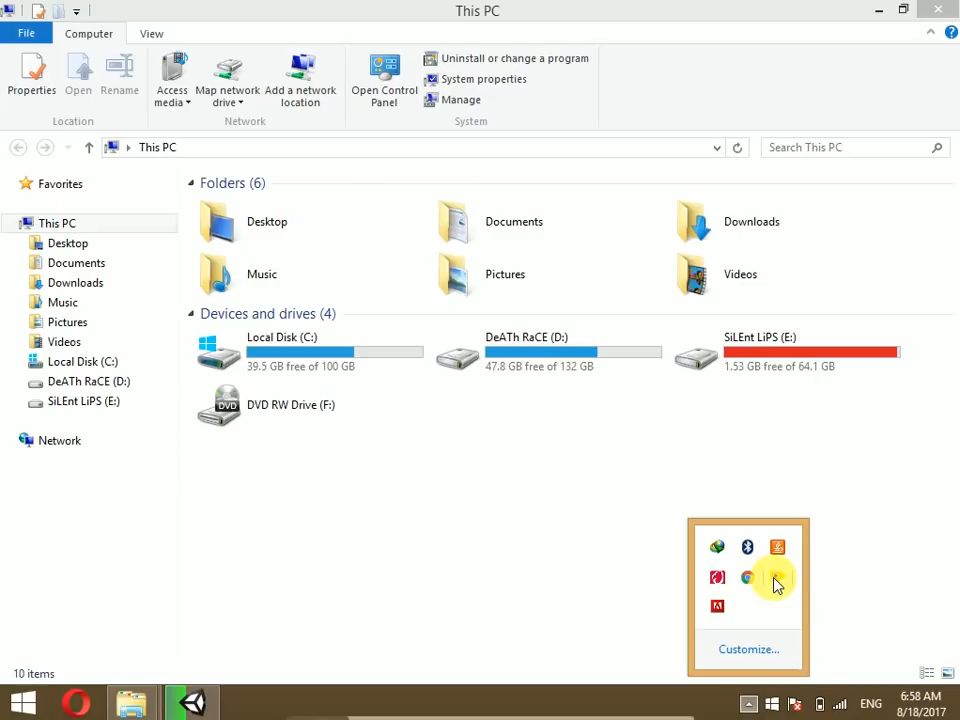 This PC
File Computer View
Properties Open Rename Access media Map network drive Add a network location Open Control Panel Uninstall or change a program
System properties
Manage
Location Network System
This PC Search This PC
Favorites
This PC
Desktop
Documents
Downloads
Music
Pictures
Videos
Local Disk (C:)
DeATh RaCE (D:)
SiLEnt LiPS (E:)
Network
Folders (6)
Desktop Documents Downloads
Music Pictures Videos
Devices and drives (4)
Local Disk (C:) DeATh RaCE (D:) SiLEnt LiPS (E:)
39.5 GB free of 100 GB 47.8 GB free of 132 GB 1.53 GB free of 64.1 GB
DVD DVD RW Drive (F:)
Customize...
10 items
ENG 6:58 AM
8/18/2017